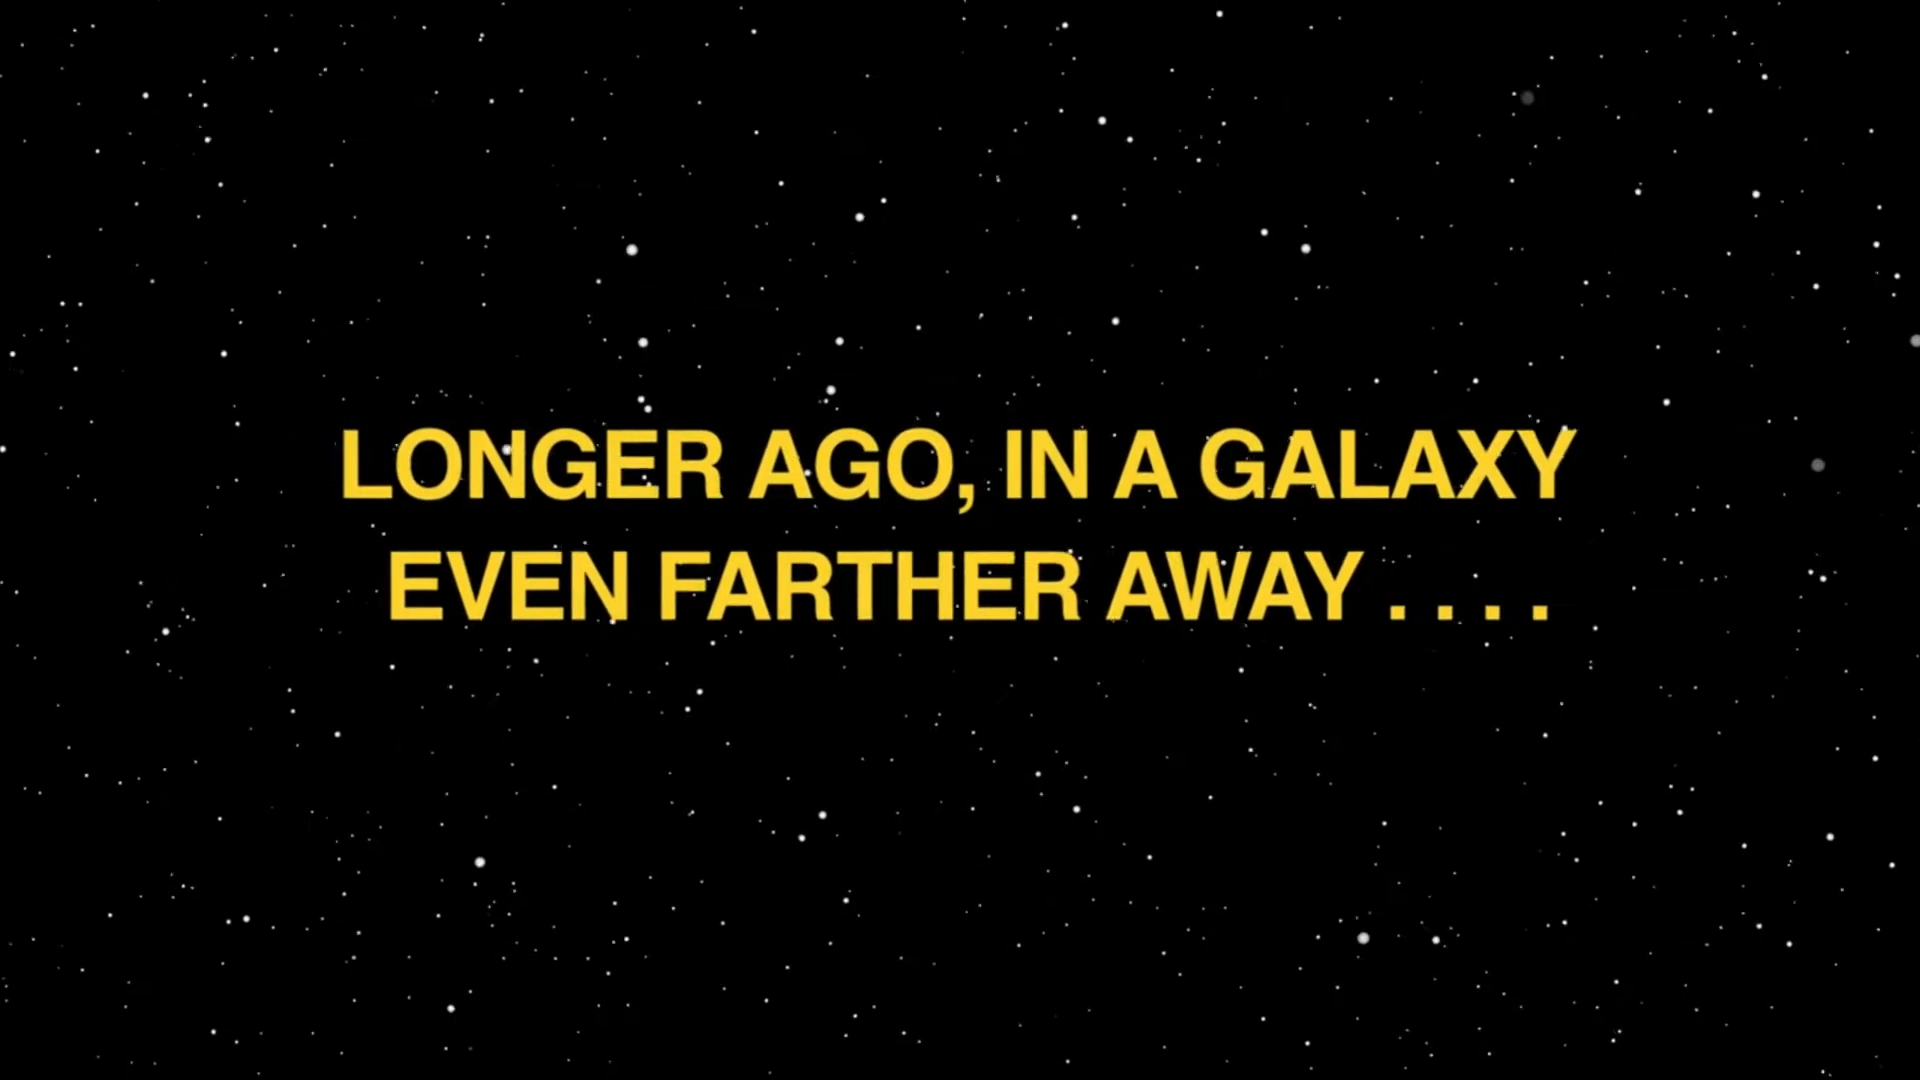 LONGER AGO, IN A GALAXY
EVEN FARTHER AWAY . . . .